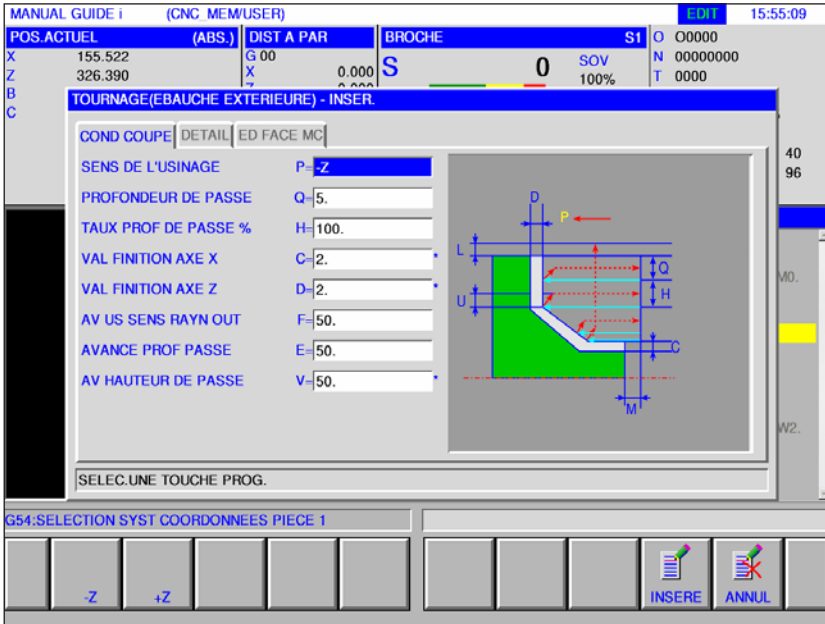 MANUAL GUIDE i (CNC_MEM/USER) EDIT 15:55:09
POS.ACTUEL (ABS.) DIST A PAR BROCHE S1 O O0000
X 155.522 G 00 S 0 SOV N 00000000
Z 326.390 X 0.000 100% T 0000
B
C
TOURNAGE(EBAUCHE EXTERIEURE) - INSER.
COND COUPE DETAIL ED FACE MC
40
96
SENS DE L'USINAGE P= -Z
PROFONDEUR DE PASSE Q= 5.
TAUX PROF DE PASSE % H= 100.
VAL FINITION AXE X C= 2. *
VAL FINITION AXE Z D= 2. *
AV US SENS RAYN OUT F= 50.
AVANCE PROF PASSE E= 50.
AV HAUTEUR DE PASSE V= 50. *
D
P
L
Q
U
H
C
M
M0.
W2.
SELEC.UNE TOUCHE PROG.
G54:SELECTION SYST COORDONNEES PIECE 1
-Z +Z INSERE ANNUL